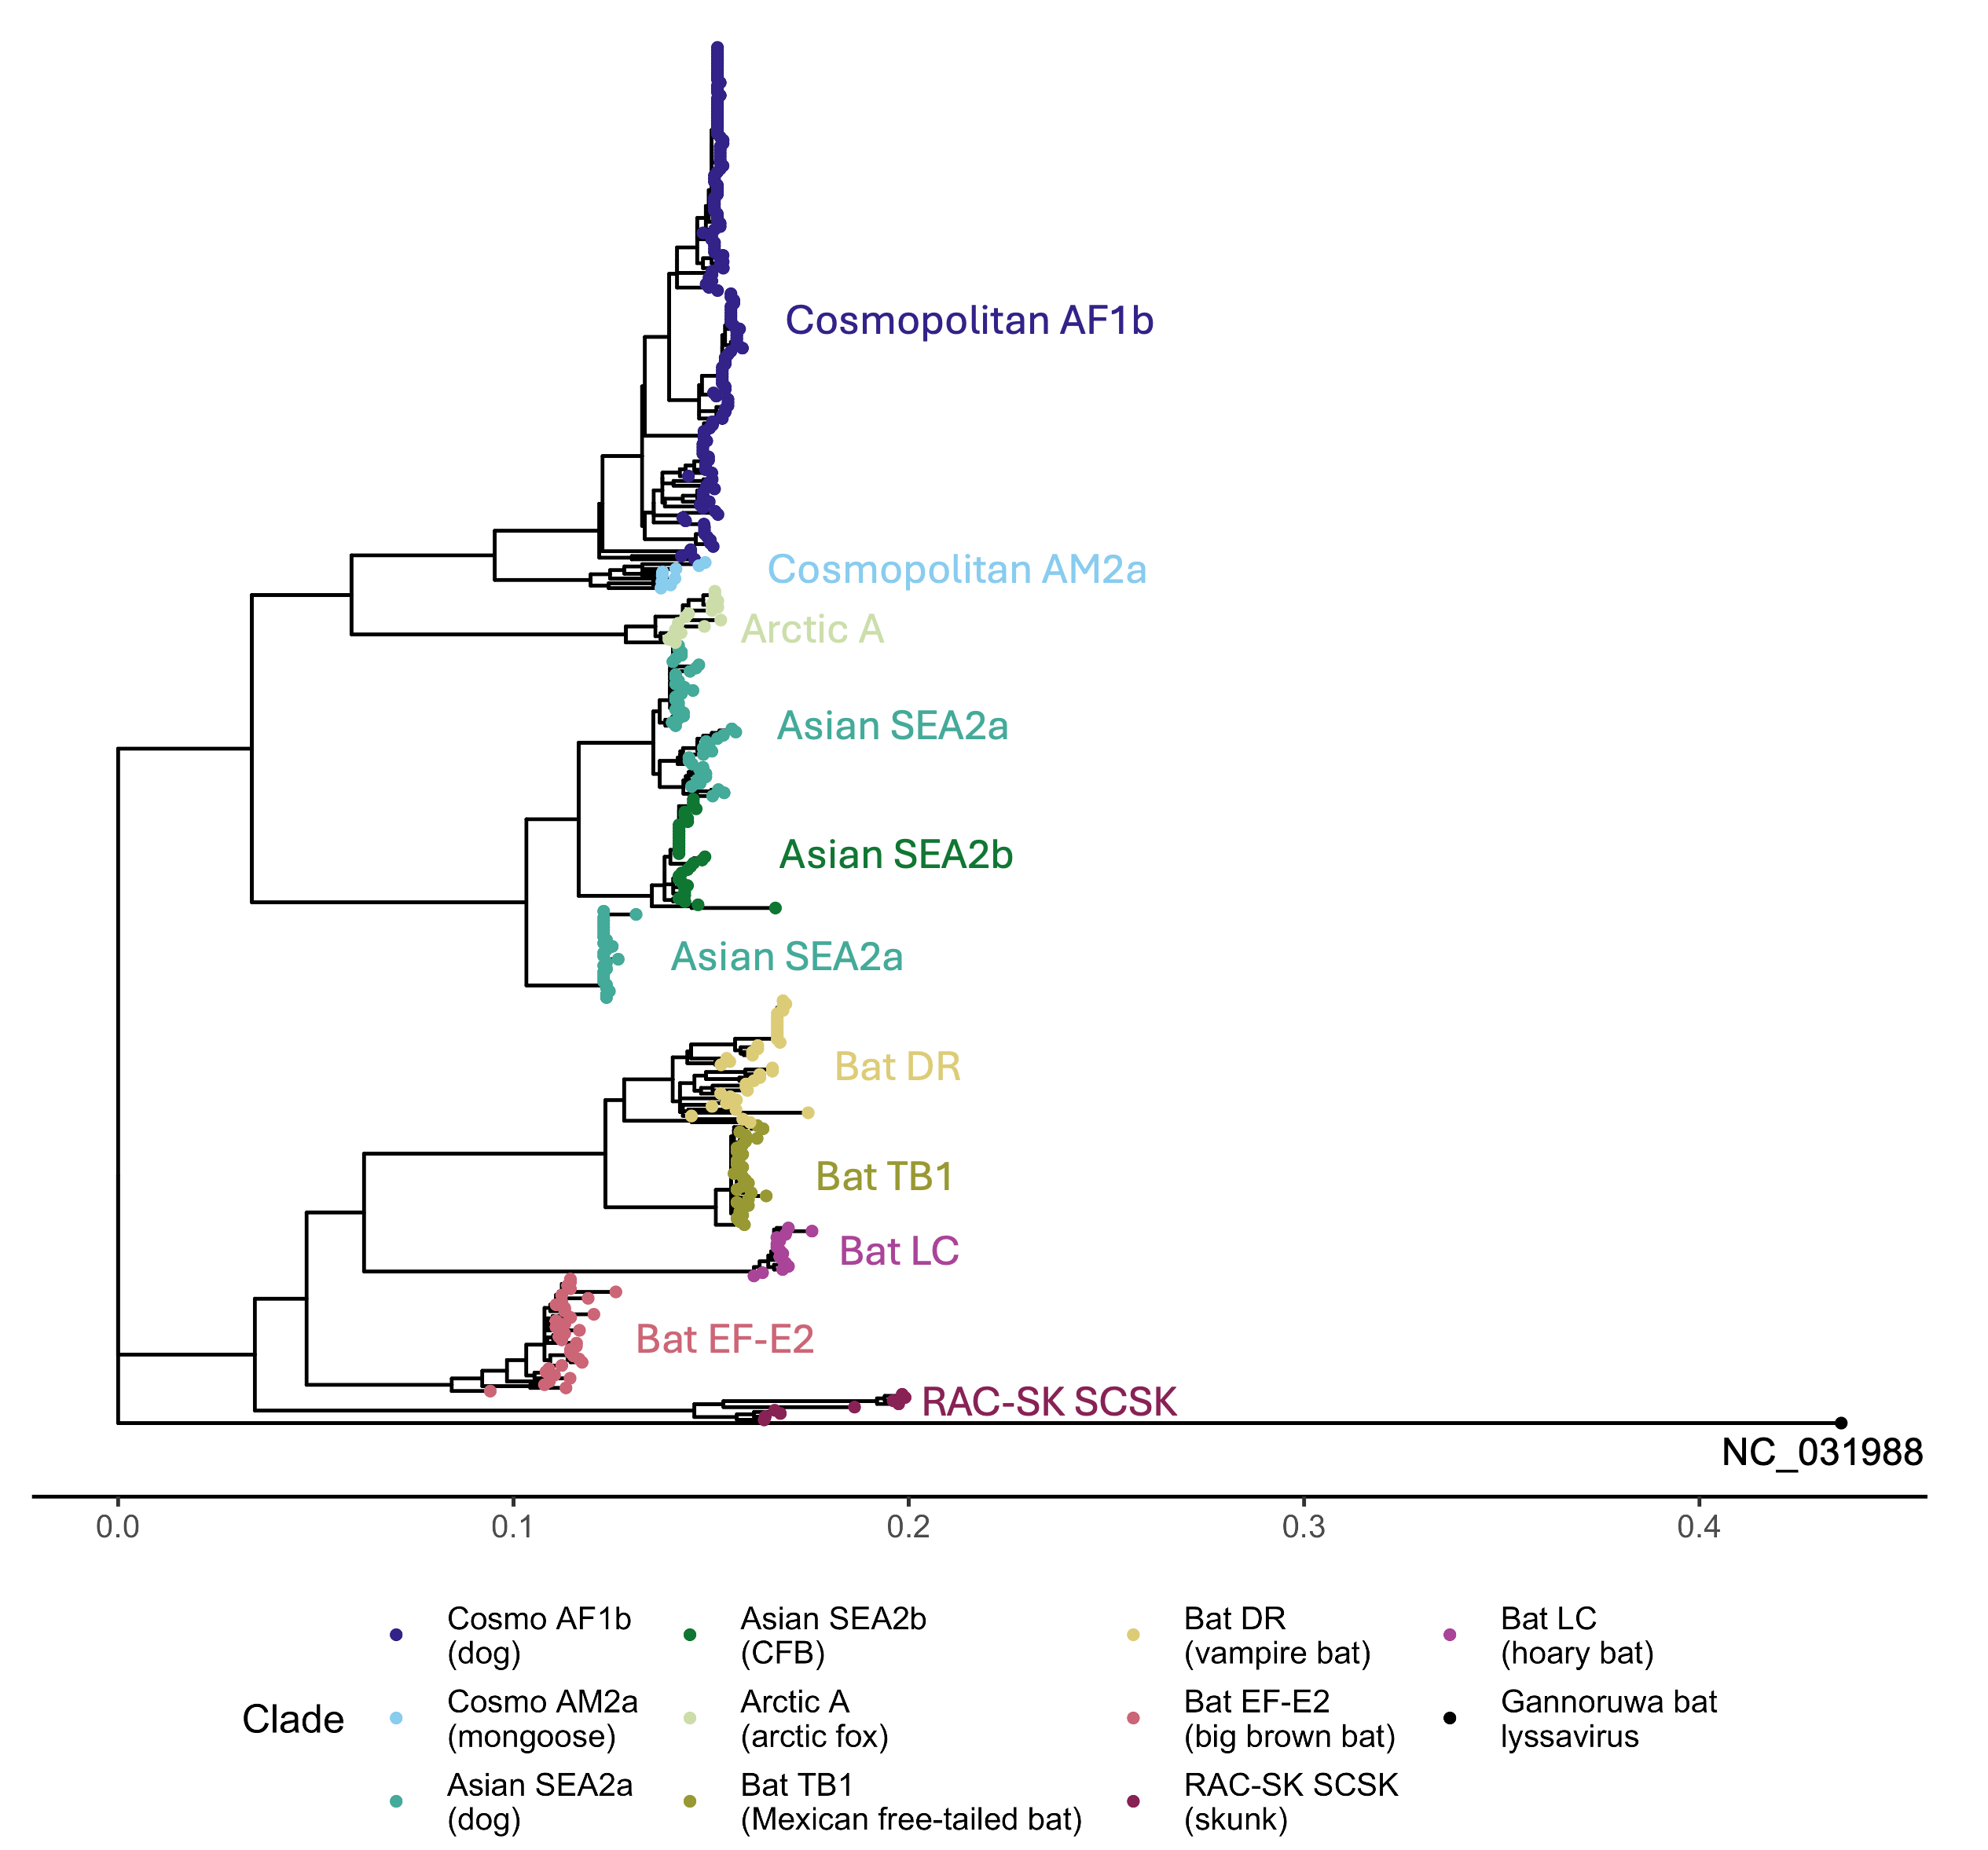 Cosmopolitan AF1b
Cosmopolitan AM2a
Arctic A
Asian SEA2a
Asian SEA2b
Asian SEA2a
Bat DR
Bat TB1
Bat LC
Bat EF-E2
RAC-SK SCSK
NC_031988
0.0 0.1 0.2 0.3 0.4
Clade
Cosmo AF1b
(dog)
Cosmo AM2a
(mongoose)
Asian SEA2a
(dog)
Asian SEA2b
(CFB)
Arctic A
(arctic fox)
Bat TB1
(Mexican free-tailed bat)
Bat DR
(vampire bat)
Bat EF-E2
(big brown bat)
RAC-SK SCSK
(skunk)
Bat LC
(hoary bat)
Gannoruwa bat
lyssavirus